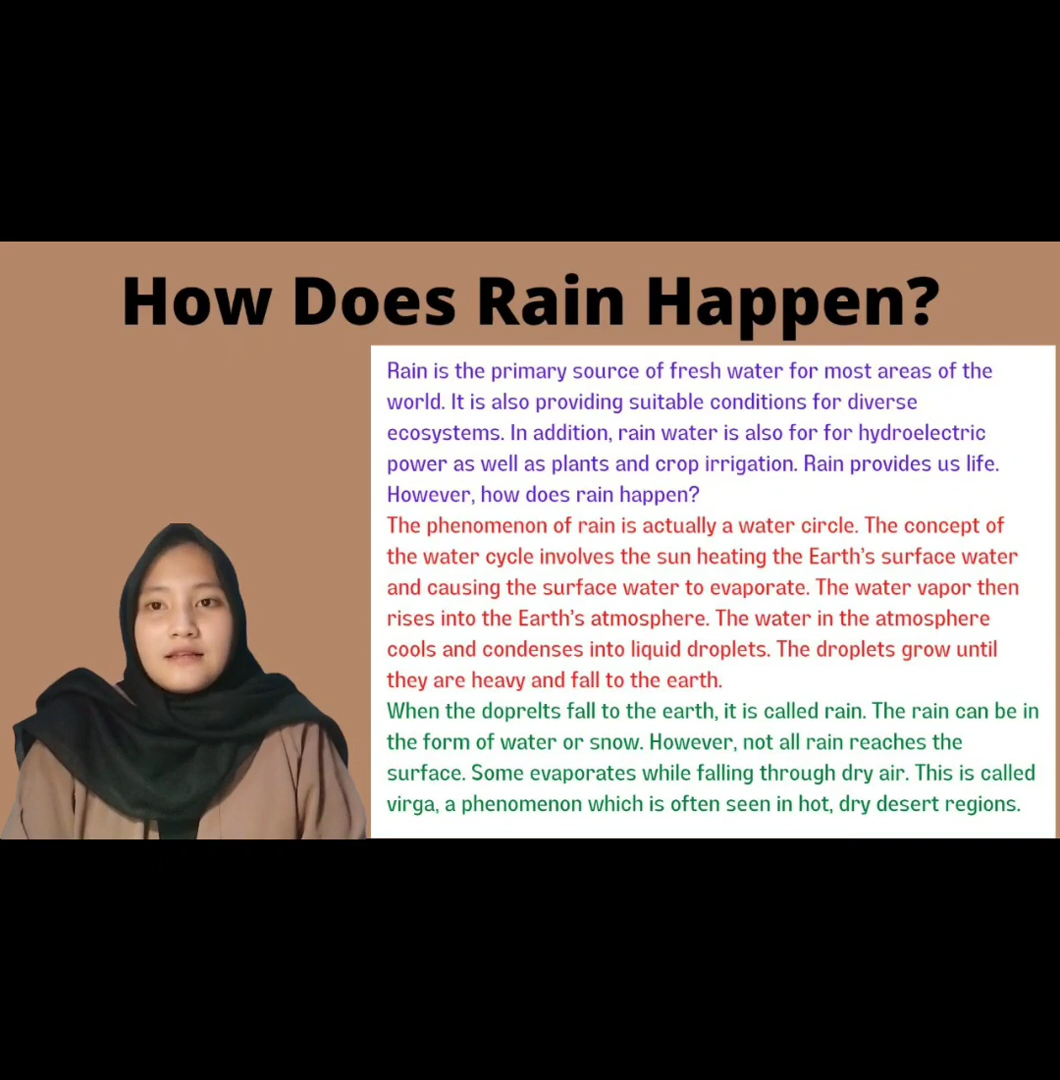 How Does Rain Happen?
Rain is the primary source of fresh water for most areas of the
world. It is also providing suitable conditions for diverse
ecosystems. In addition, rain water is also for for hydroelectric
power as well as plants and crop irrigation. Rain provides us life.
However, how does rain happen?
The phenomenon of rain is actually a water circle. The concept of
the water cycle involves the sun heating the Earth's surface water
and causing the surface water to evaporate. The water vapor then
rises into the Earth's atmosphere. The water in the atmosphere
cools and condenses into liquid droplets. The droplets grow until
they are heavy and fall to the earth.
When the doprelts fall to the earth, it is called rain. The rain can be in
the form of water or snow. However, not all rain reaches the
surface. Some evaporates while falling through dry air. This is called
virga, a phenomenon which is often seen in hot, dry desert regions.